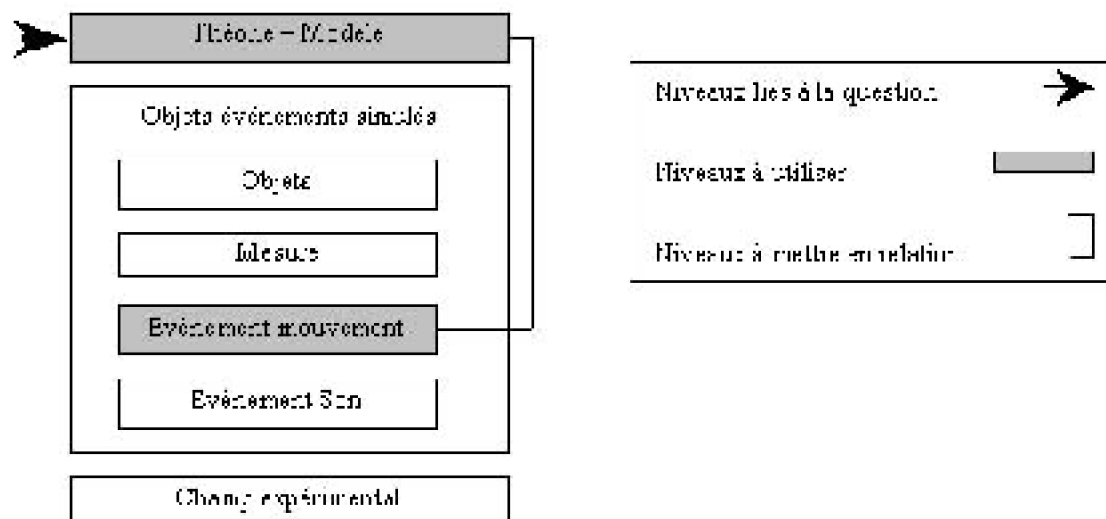 Théorie – Modèle
Objets événements simulés
Objets
Mesure
Evénement mouvement
Evénement Son
Champ expérimental
Niveaux liés à la question
Niveaux à utiliser
Niveaux à mettre en relation